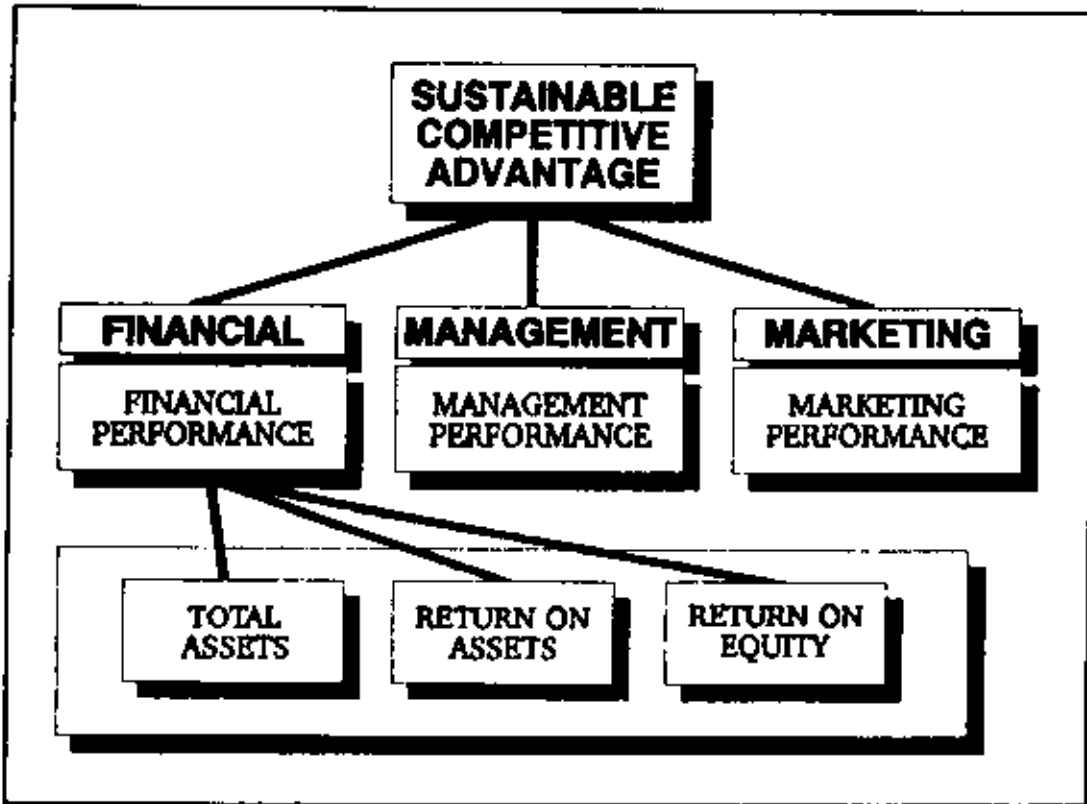 SUSTAINABLE
COMPETITIVE
ADVANTAGE
FINANCIAL
MANAGEMENT
MARKETING
FINANCIAL
PERFORMANCE
MANAGEMENT
PERFORMANCE
MARKETING
PERFORMANCE
TOTAL
ASSETS
RETURN ON
ASSETS
RETURN ON
EQUITY